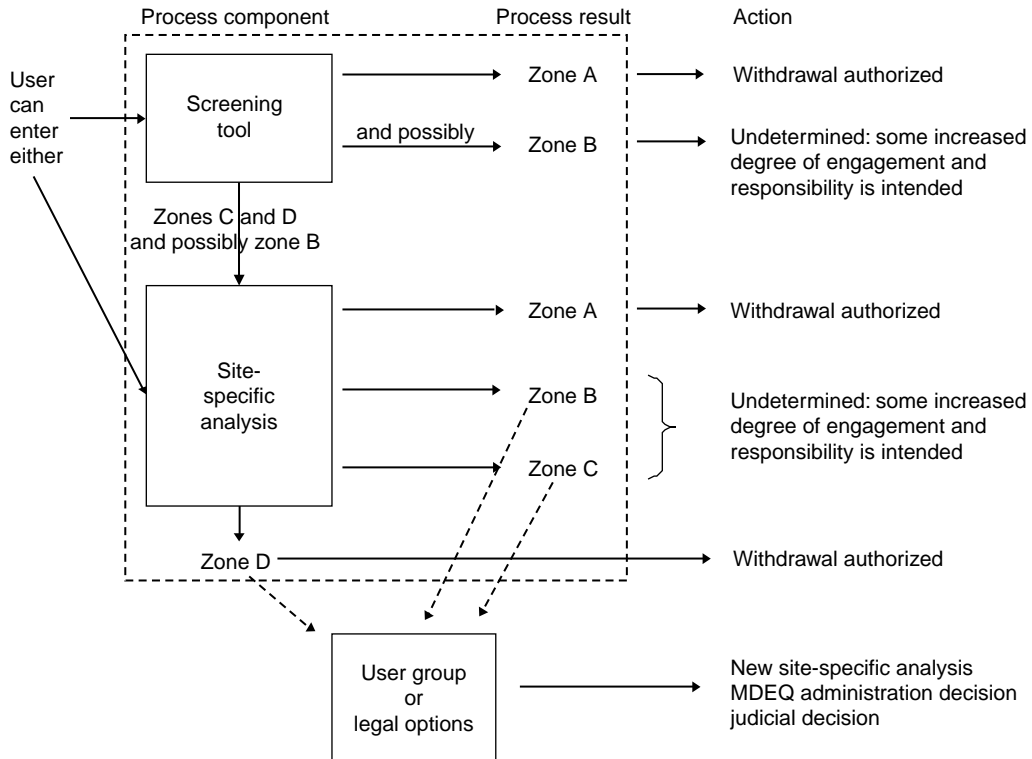 Process component
Process result
Action
User
can
enter
either
Screening
tool
Zone A
Withdrawal authorized
and possibly
Zone B
Undetermined: some increased
degree of engagement and
responsibility is intended
Zones C and D
and possibly zone B
Site-
specific
analysis
Zone A
Withdrawal authorized
Zone B
Zone C
Undetermined: some increased
degree of engagement and
responsibility is intended
Zone D
Withdrawal authorized
User group
or
legal options
New site-specific analysis
MDEQ administration decision
judicial decision